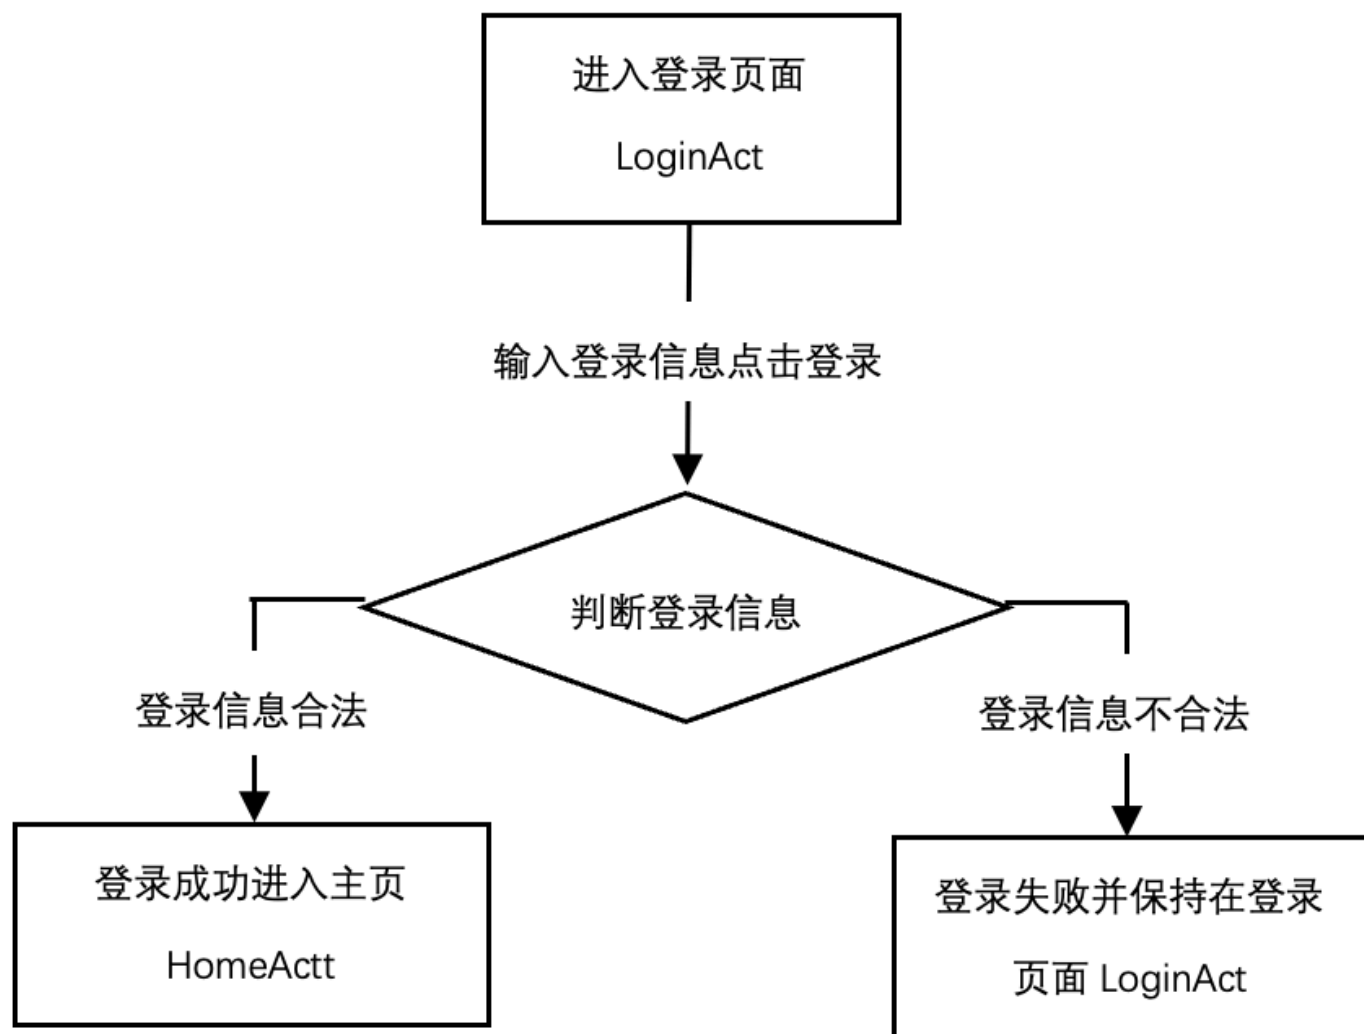 进入登录页面
LoginAct
输入登录信息点击登录
判断登录信息
登录信息合法
登录信息不合法
登录成功进入主页
HomeActt
登录失败并保持在登录
页面 LoginAct